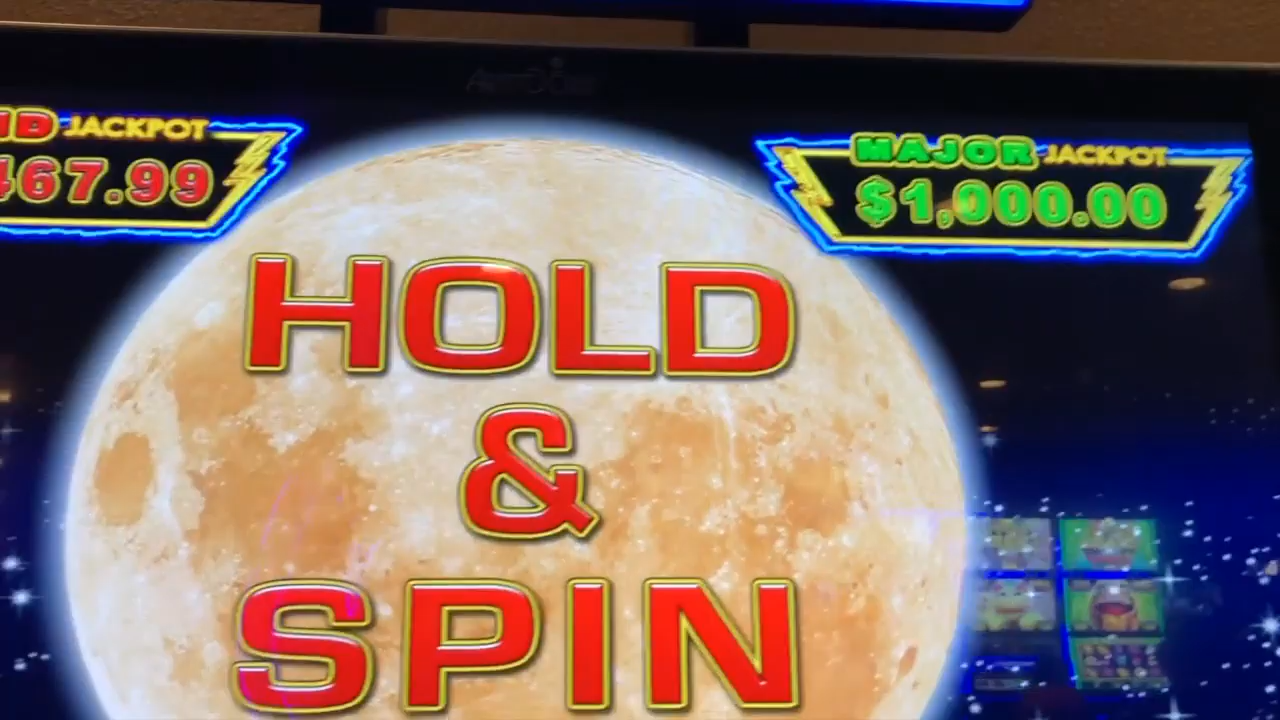 JACKPOT
467.99
MAJOR JACKPOT
$1,000.00
HOLD
&
SPIN